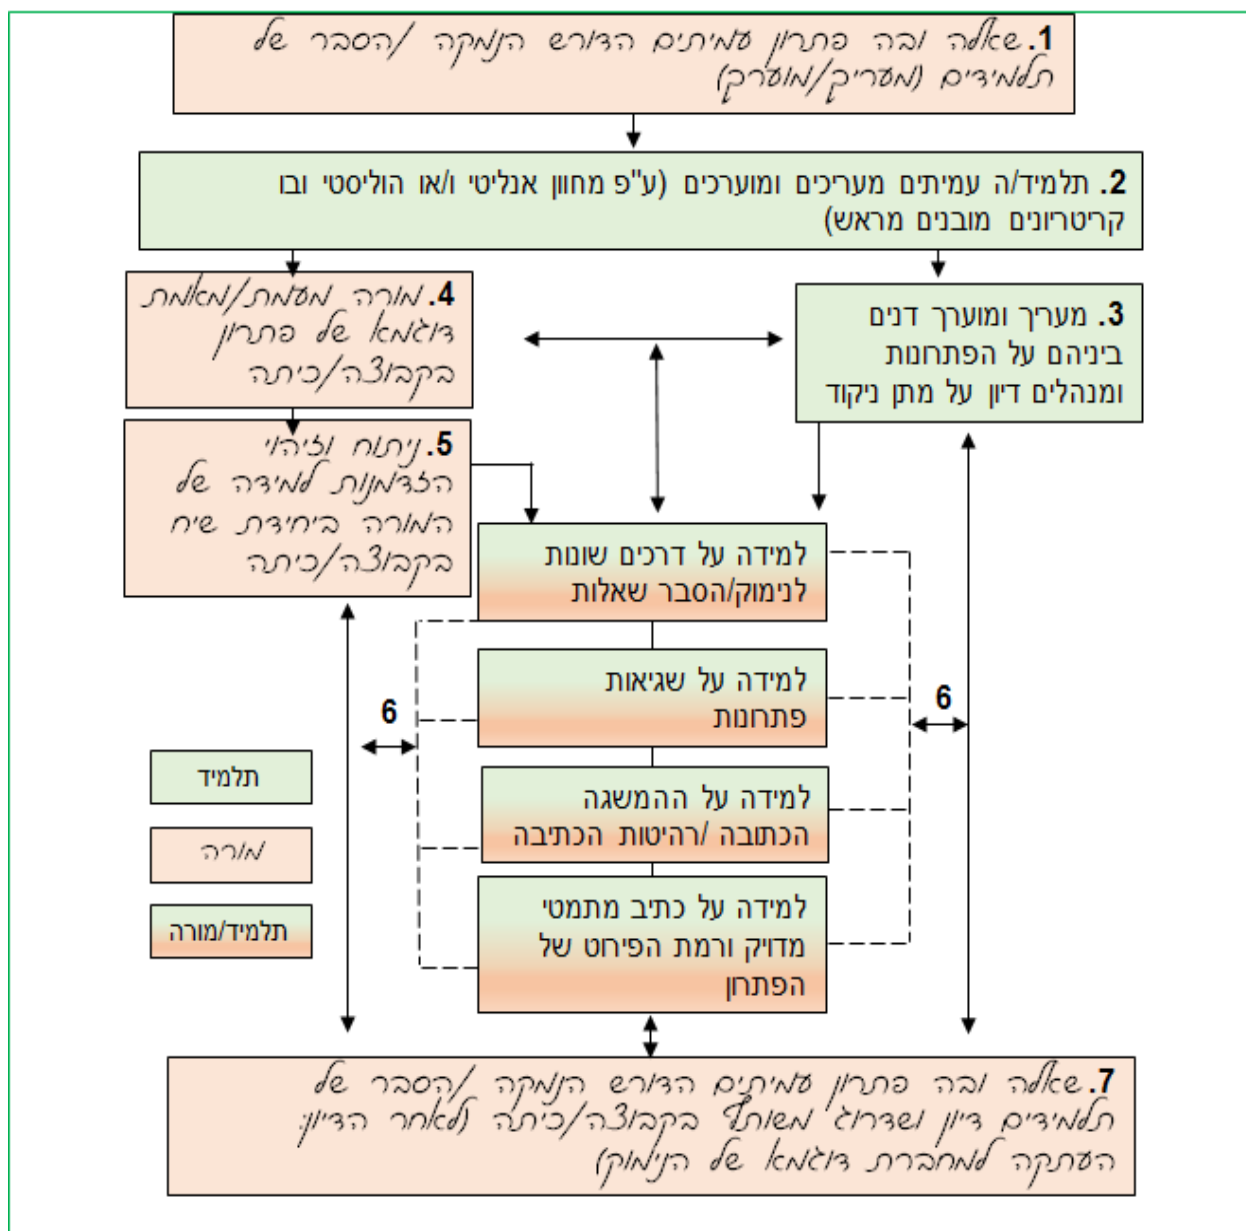 1. שאלה ובה פתרון עמיתים הדורש הנמקה /הסבר של
תלמידים (מעריך/מוערך)
2. תלמיד/ה עמיתים מעריכים ומוערכים (ע"פ מחוון אנליטי ו/או הוליסטי ובו
קריטריונים מובנים מראש)
4. מורה מעמת/מאמת
דוגמא של פתרון
בקבוצה/כיתה
3. מעריך ומוערך דנים
ביניהם על הפתרונות
ומנהלים דיון על מתן ניקוד
5. ניתוח וזיהוי
הזדמנות למידה של
המורה ביחידת שיח
בקבוצה/כיתה
למידה על דרכים שונות
לנימוק/הסבר שאלות
למידה על שגיאות
פתרונות
6
6
למידה על ההמשגה
הכתובה /רהיטות הכתיבה
למידה על כתיב מתמטי
מדויק ורמת הפירוט של
הפתרון
תלמיד
מורה
תלמיד/מורה
7. שאלה ובה פתרון עמיתים הדורש הנמקה /הסבר של
תלמידים דיון ושדרוג משותף בקבוצה/כיתה (לאחר הדיון:
העתקה למחברת דוגמא של הנימוק)